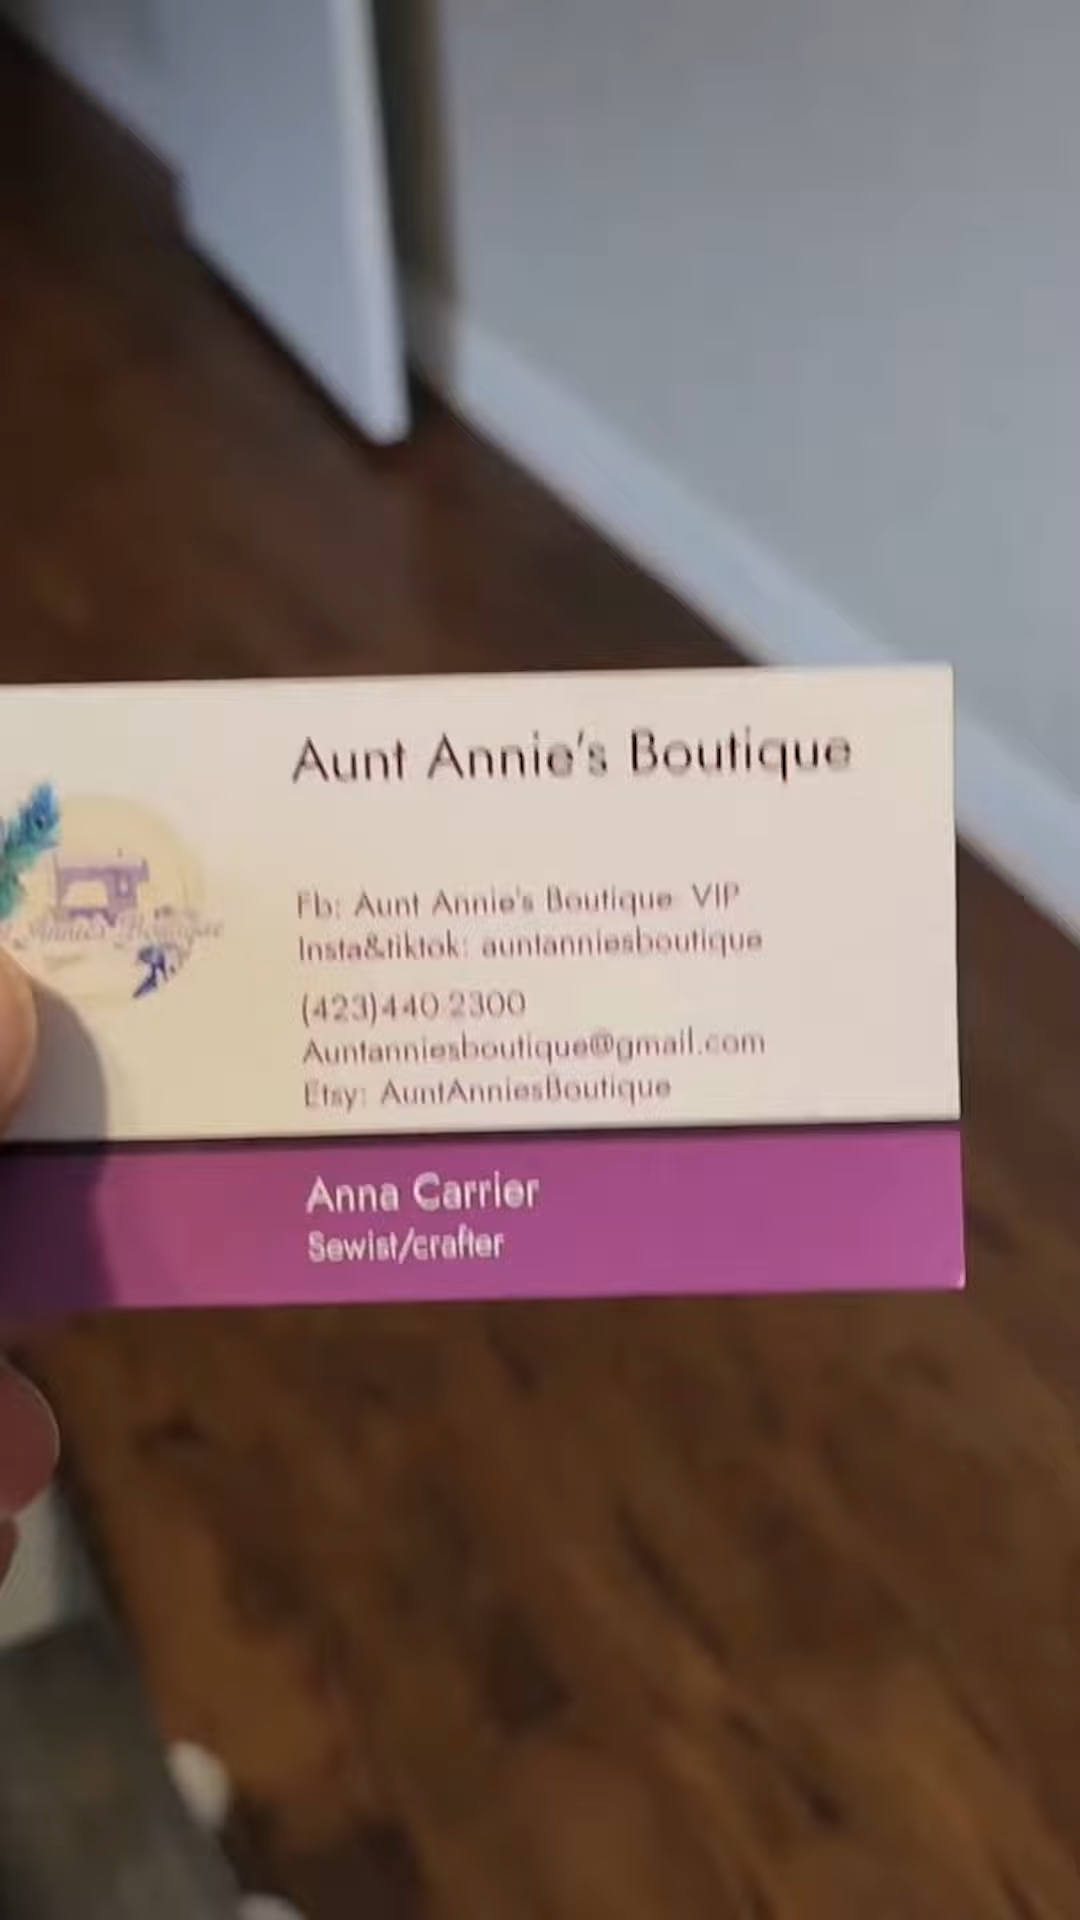 Aunt Annie's Boutique
Fb: Aunt Annie's Boutique VIP
Insta&tiktok: auntanniesboutique
(423)440-2300
Auntanniesboutique@gmail.com
Etsy: AuntAnniesBoutique
Anna Carrier
Sewist/crafter